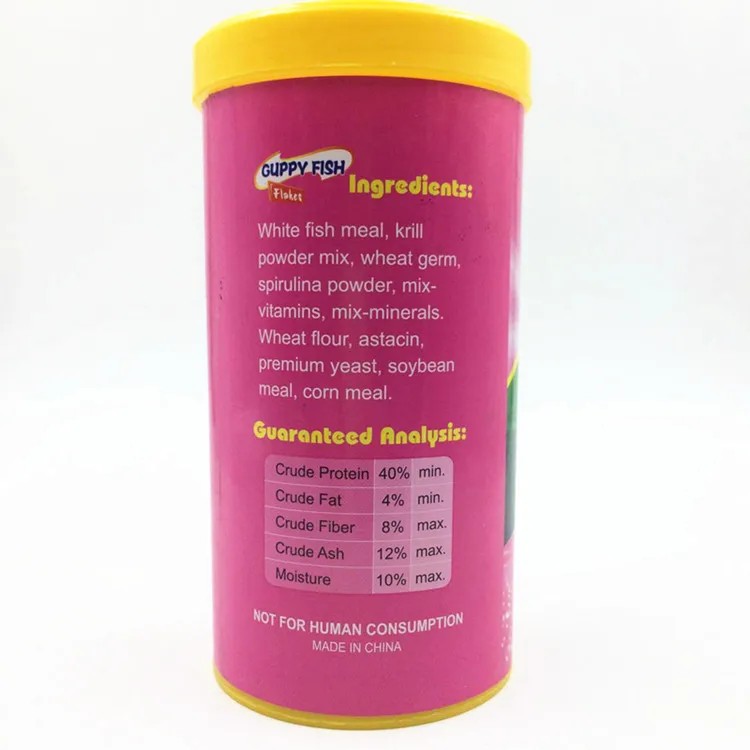 GUPPY FISH
Flakes
Ingredients:
White fish meal, krill
powder mix, wheat germ,
spirulina powder, mix-
vitamins, mix-minerals.
Wheat flour, astacin,
premium yeast, soybean
meal, corn meal.
Guaranteed Analysis:
Crude Protein 40% min.
Crude Fat 4% min.
Crude Fiber 8% max.
Crude Ash 12% max.
Moisture 10% max.
NOT FOR HUMAN CONSUMPTION
MADE IN CHINA